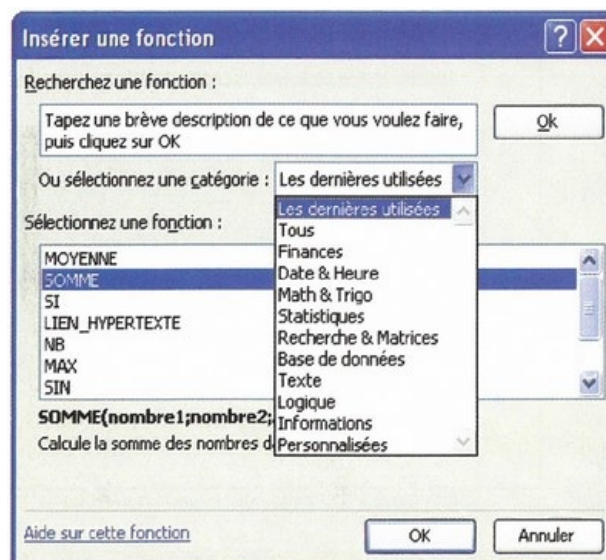 Insérer une fonction
Recherchez une fonction :
Tapez une brève description de ce que vous voulez faire,
puis cliquez sur OK
Ok
Ou sélectionnez une catégorie : Les dernières utilisées
Les dernières utilisées
Tous
Finances
Date & Heure
Math & Trigo
Statistiques
Recherche & Matrices
Base de données
Texte
Logique
Informations
Personnalisées
Sélectionnez une fonction :
MOYENNE
SOMME
SI
LIEN_HYPERTEXTE
NB
MAX
SIN
SOMME(nombre1;nombre2;
Calcule la somme des nombres d
Aide sur cette fonction
OK
Annuler